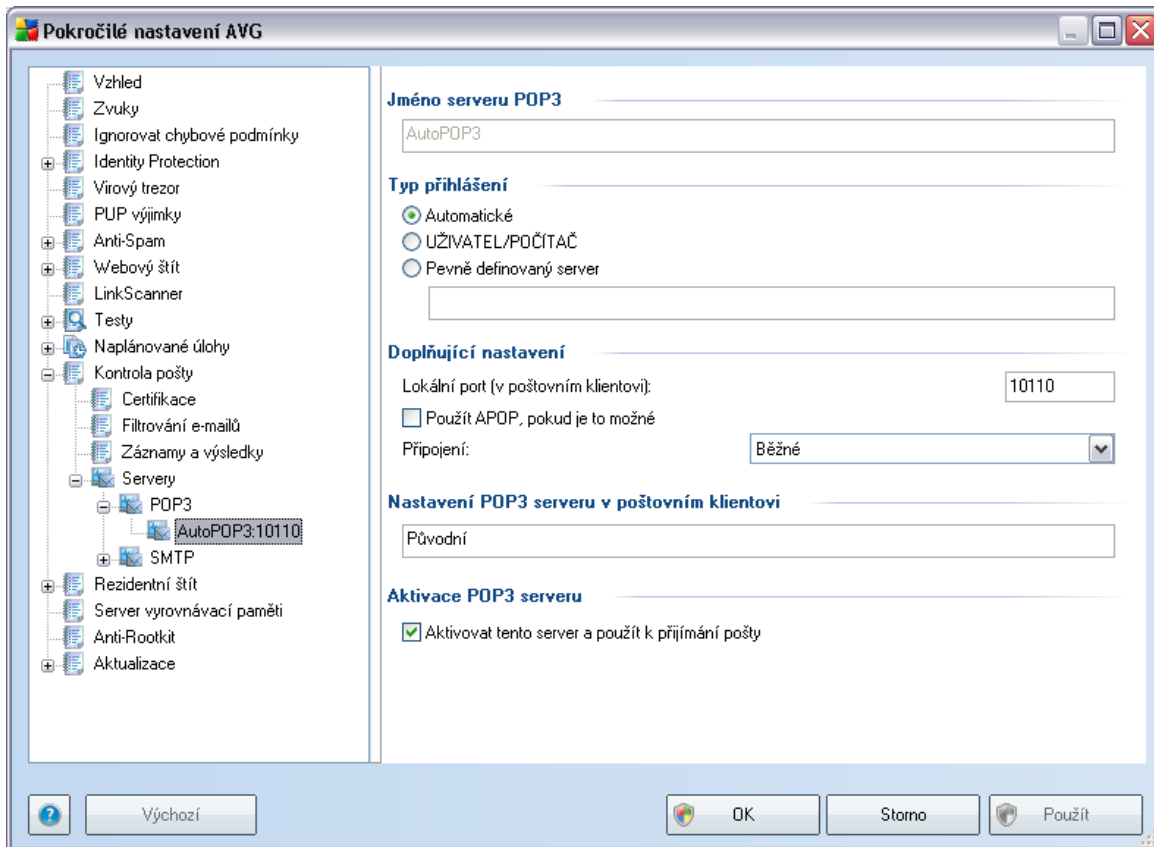 Pokročilé nastavení AVG
Vzhled
Zvuky
Ignorovat chybové podmínky
Identity Protection
Virový trezor
PUP výjimky
Anti-Spam
Webový štít
LinkScanner
Testy
Naplánované úlohy
Kontrola pošty
Certifikace
Filtrování e-mailů
Záznamy a výsledky
Servery
POP3
AutoPOP3:10110
SMTP
Rezidentní štít
Server vyrovnávací paměti
Anti-Rootkit
Aktualizace
Jméno serveru POP3
AutoPOP3
Typ přihlášení
Automatické
UŽIVATEL/POČÍTAČ
Pevně definovaný server
Doplňující nastavení
Lokální port (v poštovním klientovi): 10110
Použít APOP, pokud je to možné
Připojení: Běžné
Nastavení POP3 serveru v poštovním klientovi
Původní
Aktivace POP3 serveru
Aktivovat tento server a použít k přijímání pošty
Výchozí OK Storno Použít